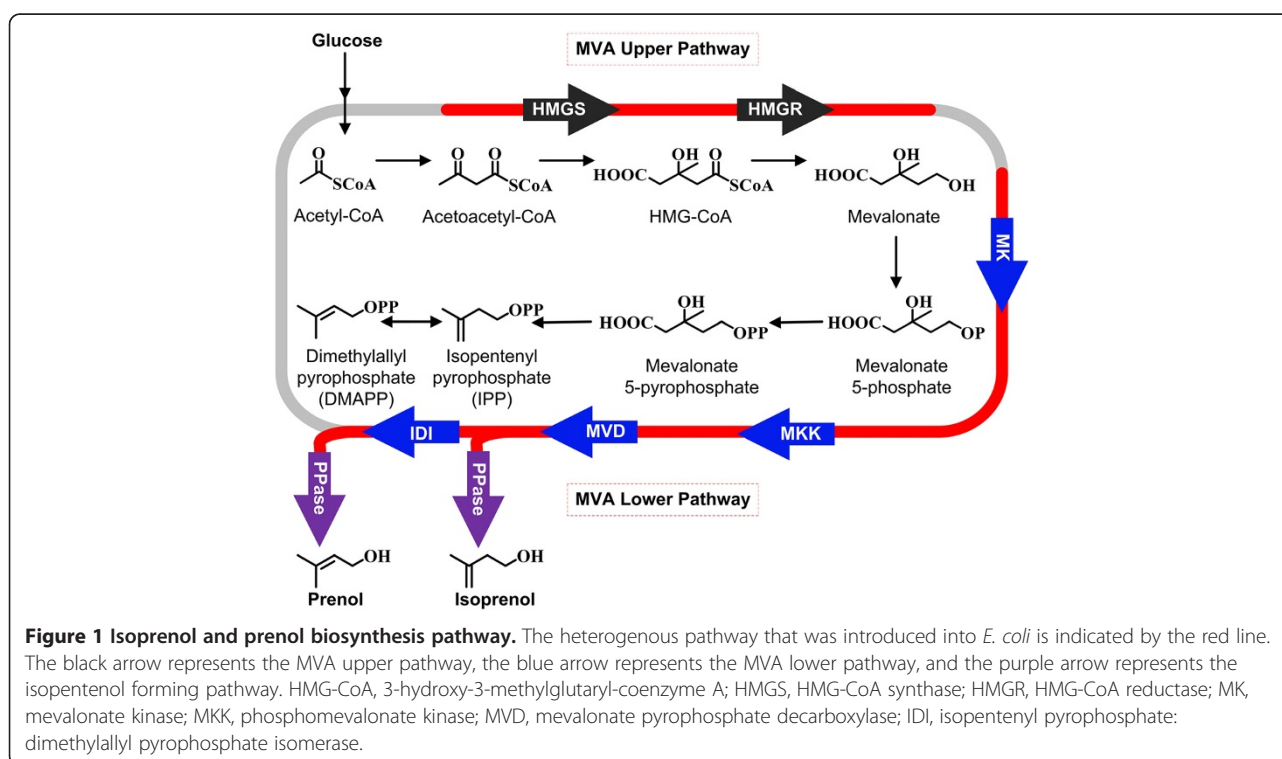 Glucose
MVA Upper Pathway
HMGS
HMGR
O
SCoA
O O
SCoA
HOOC
OH O
SCoA
HOOC
OH
OH
Acetyl-CoA
Acetoacetyl-CoA
HMG-CoA
Mevalonate
MK
OPP
OPP
HOOC
OH
OPP
HOOC
OH
OP
Dimethylallyl
pyrophosphate
(DMAPP)
Isopentenyl
pyrophosphate
(IPP)
Mevalonate
5-pyrophosphate
Mevalonate
5-phosphate
IDI
MVD
MKK
PPase
PPase
MVA Lower Pathway
OH
OH
Prenol
Isoprenol
Figure 1 Isoprenol and prenol biosynthesis pathway. The heterogenous pathway that was introduced into E. coli is indicated by the red line.
The black arrow represents the MVA upper pathway, the blue arrow represents the MVA lower pathway, and the purple arrow represents the
isopentenol forming pathway. HMG-CoA, 3-hydroxy-3-methylglutaryl-coenzyme A; HMGS, HMG-CoA synthase; HMGR, HMG-CoA reductase; MK,
mevalonate kinase; MKK, phosphomevalonate kinase; MVD, mevalonate pyrophosphate decarboxylase; IDI, isopentenyl pyrophosphate:
dimethylallyl pyrophosphate isomerase.